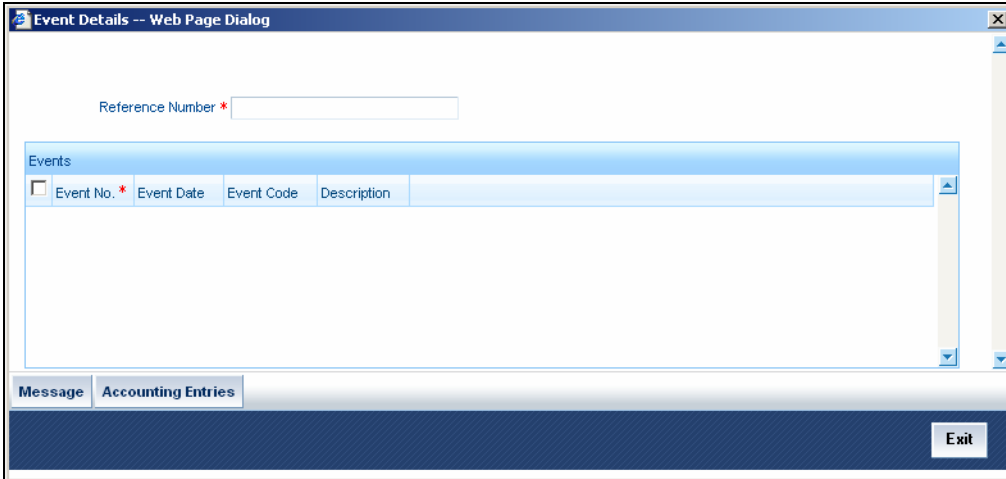 Event Details -- Web Page Dialog
Reference Number *
Events
Event No. * Event Date Event Code Description
Message Accounting Entries
Exit